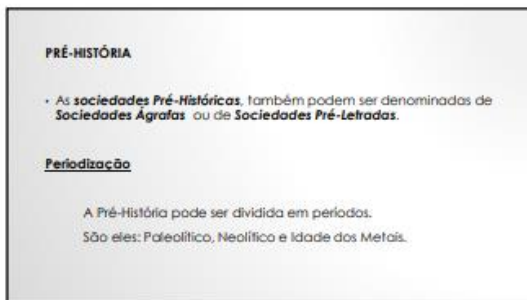 PRÉ-HISTÓRIA
• As sociedades Pré-Históricas, também podem ser denominadas de
Sociedades Ágrafas ou de Sociedades Pré-Letradas.
Periodização
A Pré-História pode ser dividida em períodos.
São eles: Paleolítico, Neolítico e Idade dos Metais.